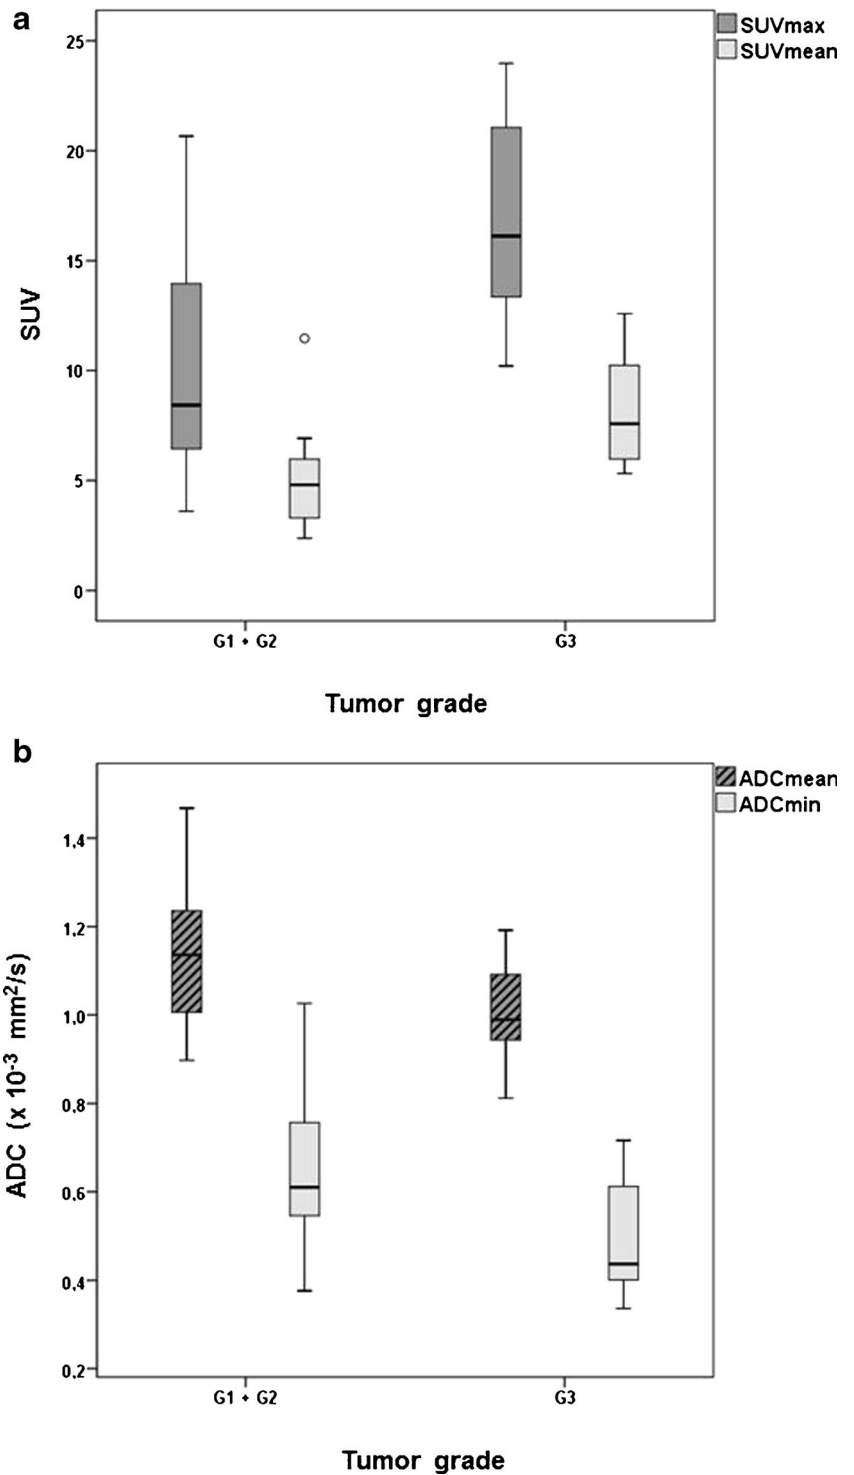 a
SUVmax
SUVmean
25
20
15
10
5
0
SUV
G1 + G2
G3
Tumor grade
b
ADCmean
ADCmin
1,4
1,2
1,0
0,8
0,6
0,4
0,2
ADC (x 10⁻³ mm²/s)
G1 + G2
G3
Tumor grade